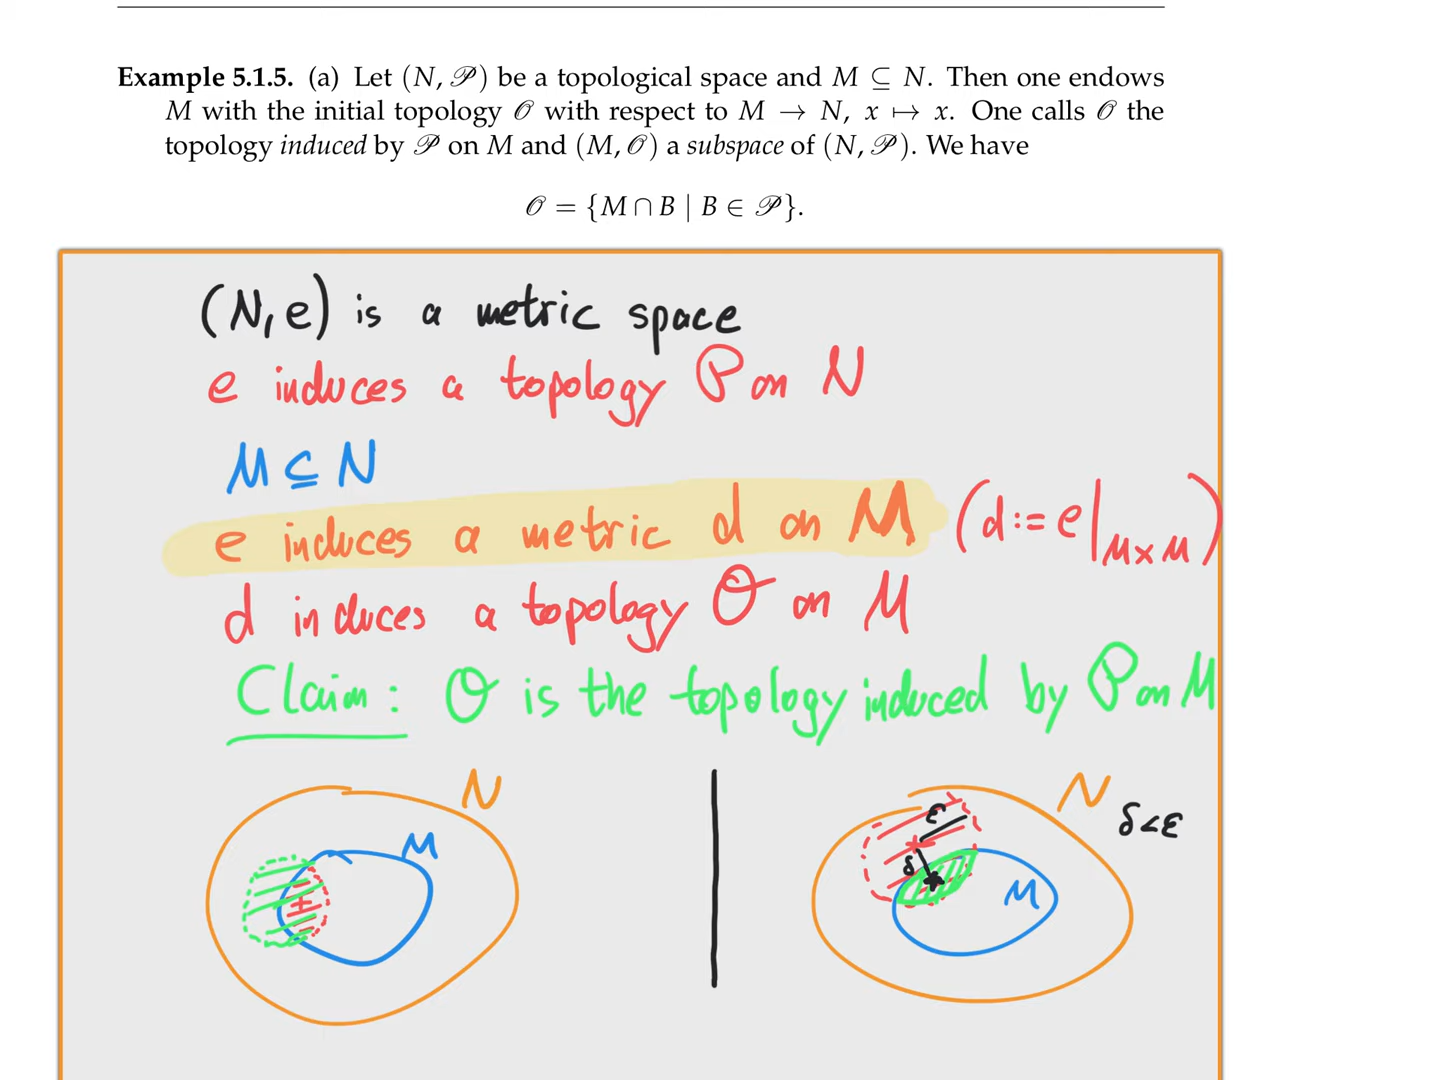 Example 5.1.5. (a) Let (N, 𝒫) be a topological space and M ⊆ N. Then one endows
M with the initial topology 𝒪 with respect to M → N, x ↦ x. One calls 𝒪 the
topology induced by 𝒫 on M and (M, 𝒪) a subspace of (N, 𝒫). We have
𝒪 = {M ∩ B | B ∈ 𝒫}.
(N, e) is a metric space
e induces a topology 𝒫 on N
M ⊆ N
e induces a metric d on M (d := e|M×M)
d induces a topology 𝒪 on M
Claim: 𝒪 is the topology induced by 𝒫 on M
N
M
N
δ<ε
ε
δ
M